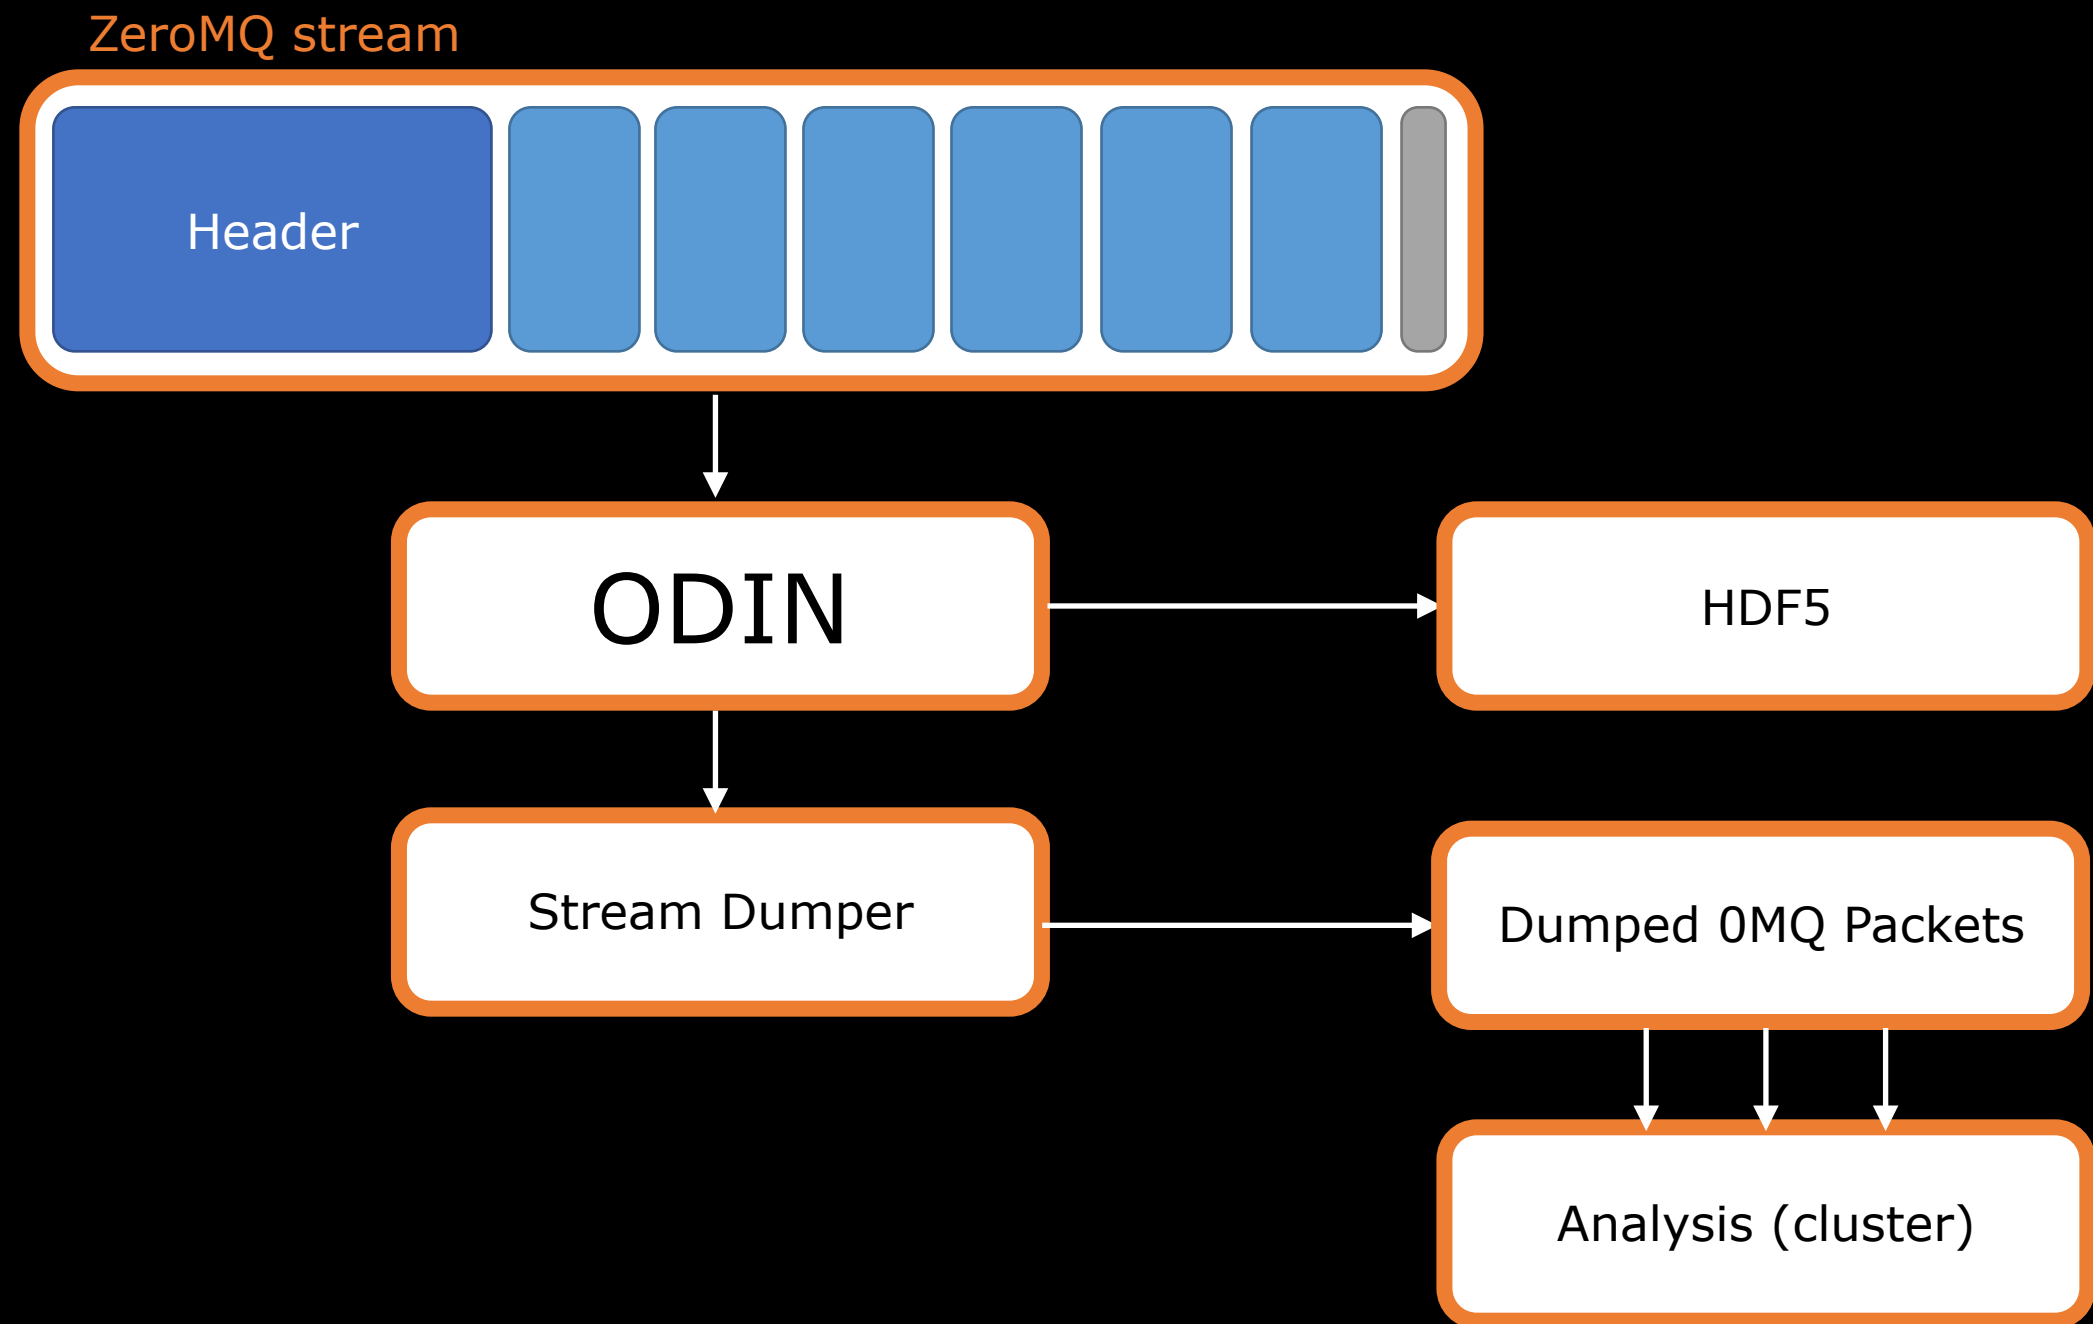 ZeroMQ stream
Header
ODIN
HDF5
Stream Dumper
Dumped 0MQ Packets
Analysis (cluster)